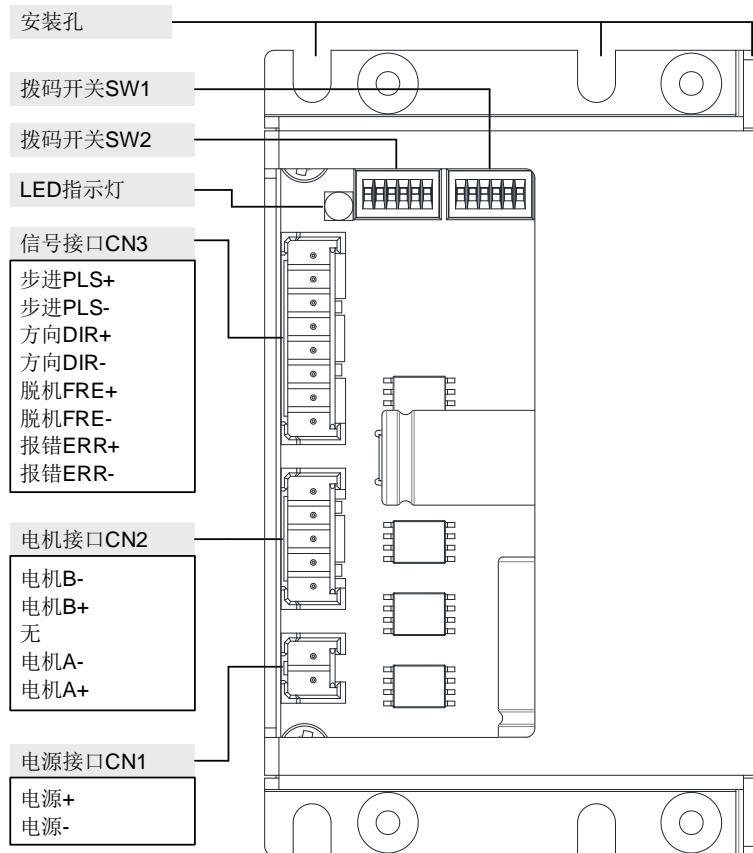 安装孔
拨码开关SW1
拨码开关SW2
LED指示灯
信号接口CN3
步进PLS+
步进PLS-
方向DIR+
方向DIR-
脱机FRE+
脱机FRE-
报错ERR+
报错ERR-
电机接口CN2
电机B-
电机B+
无
电机A-
电机A+
电源接口CN1
电源+
电源-